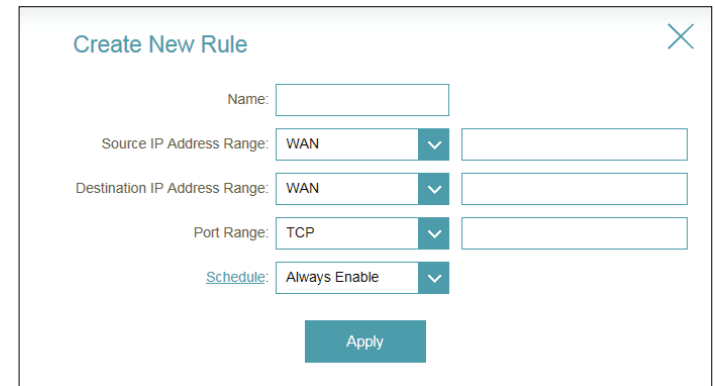 Create New Rule
Name:
Source IP Address Range: WAN
Destination IP Address Range: WAN
Port Range: TCP
Schedule: Always Enable
Apply